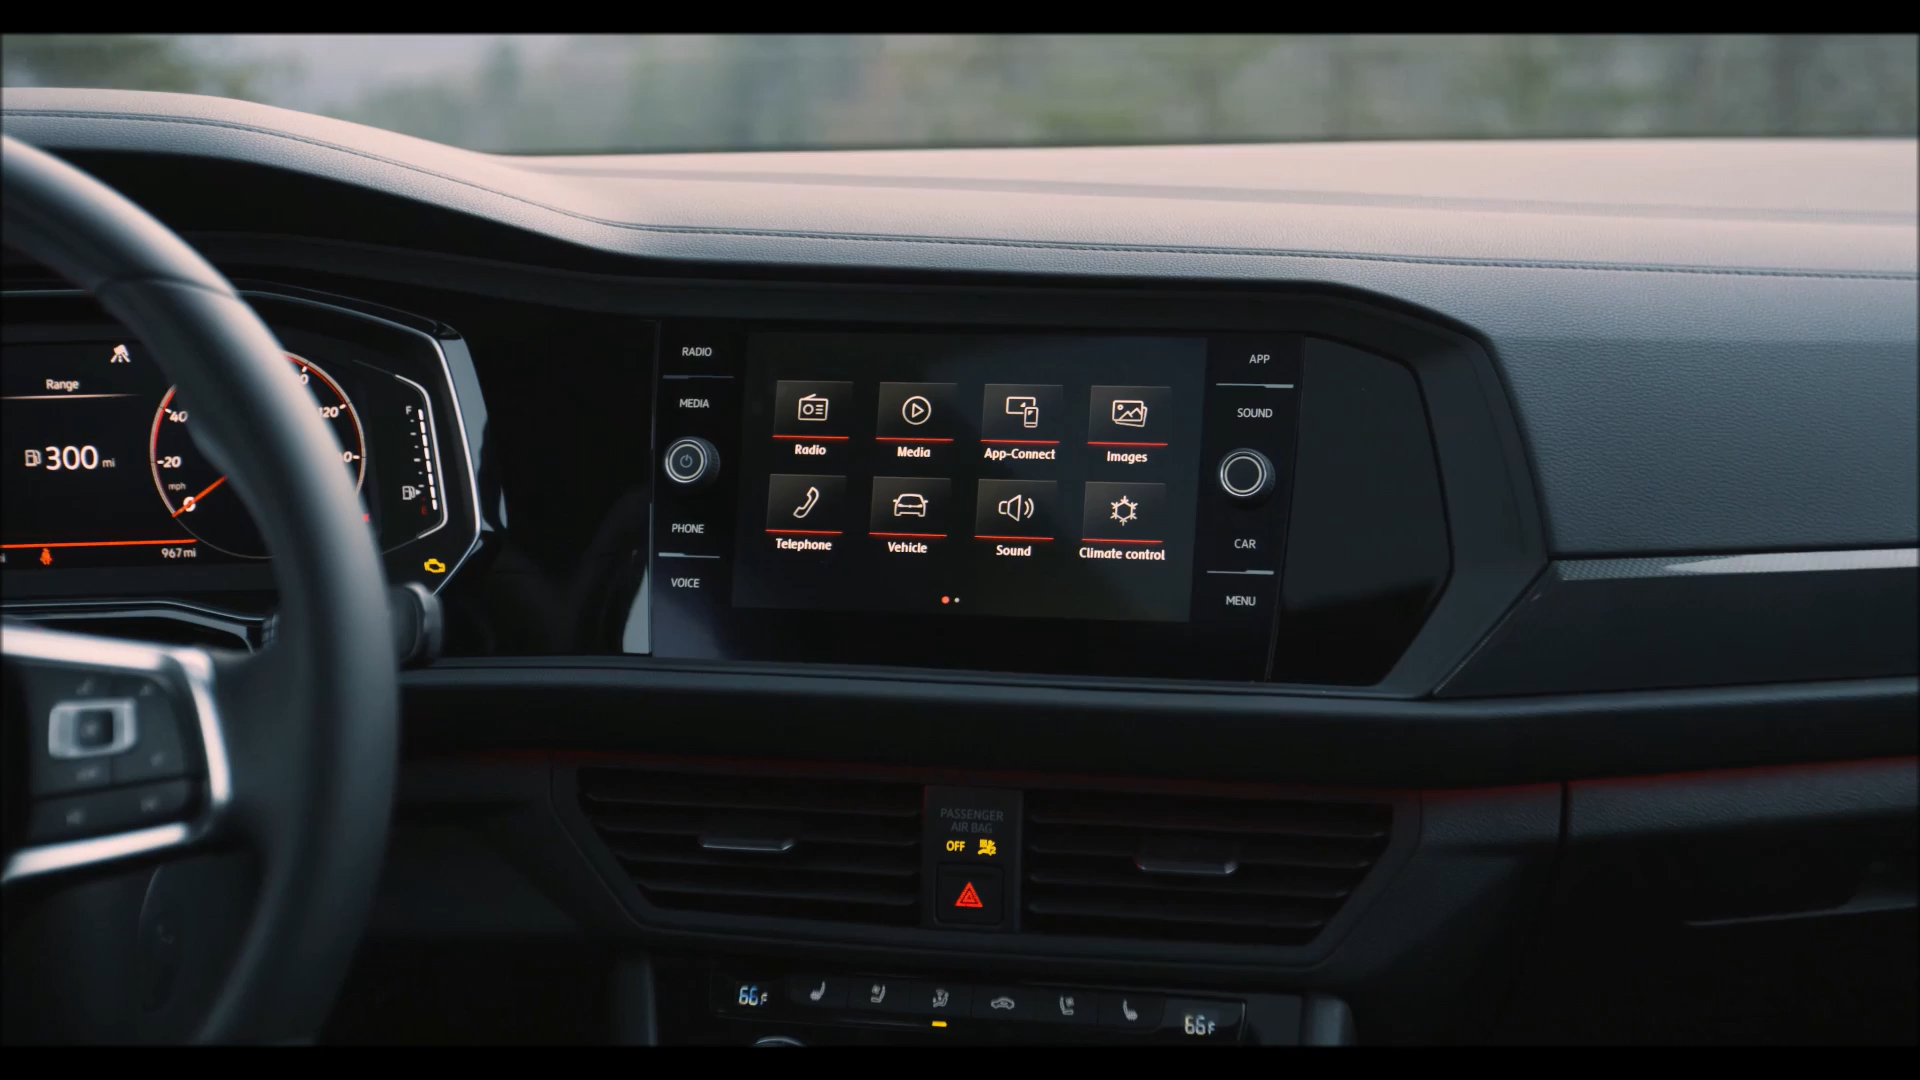 Range
300 mi
40
20
mph
0
120
F
967 mi
RADIO
MEDIA
PHONE
VOICE
Radio
Media
App-Connect
Images
Telephone
Vehicle
Sound
Climate control
APP
SOUND
CAR
MENU
PASSENGER
AIR BAG
OFF
66F
66F